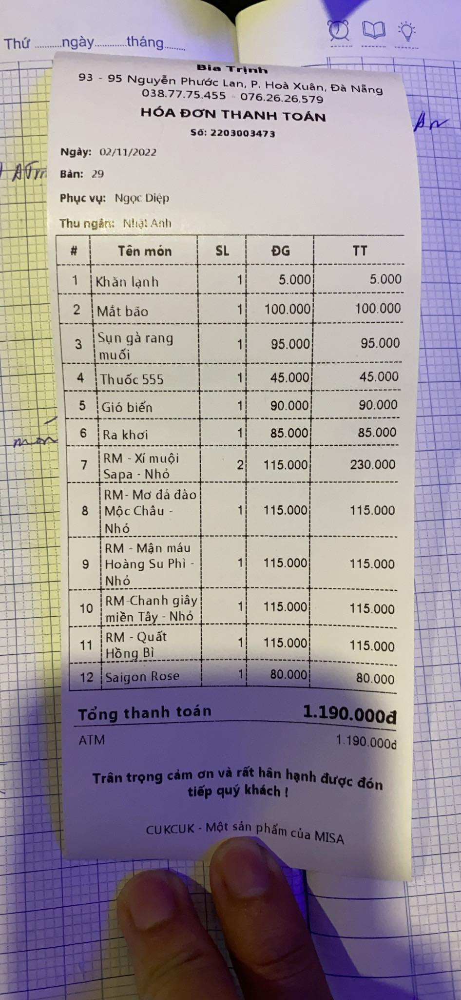 Thứ ..........ngày.............tháng.........
Bia Trịnh
93 - 95 Nguyễn Phước Lan, P. Hoà Xuân, Đà Nẵng
038.77.75.455 - 076.26.26.579
HÓA ĐƠN THANH TOÁN
Số: 2203003473
Ngày: 02/11/2022
Bàn: 29
Phục vụ: Ngọc Diệp
Thu ngân: Nhật Anh
# Tên món SL ĐG TT
1 Khăn lạnh 1 5.000 5.000
2 Mắt bão 1 100.000 100.000
3 Sụn gà rang 1 95.000 95.000
muối
4 Thuốc 555 1 45.000 45.000
5 Gió biển 1 90.000 90.000
6 Ra khơi 1 85.000 85.000
7 RM - Xí muội 2 115.000 230.000
Sapa - Nhỏ
RM- Mơ đá đào
8 Mộc Châu - 1 115.000 115.000
Nhỏ
RM - Mận máu
9 Hoàng Su Phì - 1 115.000 115.000
Nhỏ
10 RM-Chanh giây 1 115.000 115.000
miền Tây - Nhỏ
11 RM - Quất 1 115.000 115.000
Hồng Bì
12 Saigon Rose 1 80.000 80.000
Tổng thanh toán 1.190.000đ
ATM 1.190.000đ
Trân trọng cảm ơn và rất hân hạnh được đón
tiếp quý khách !
CUKCUK - Một sản phẩm của MISA